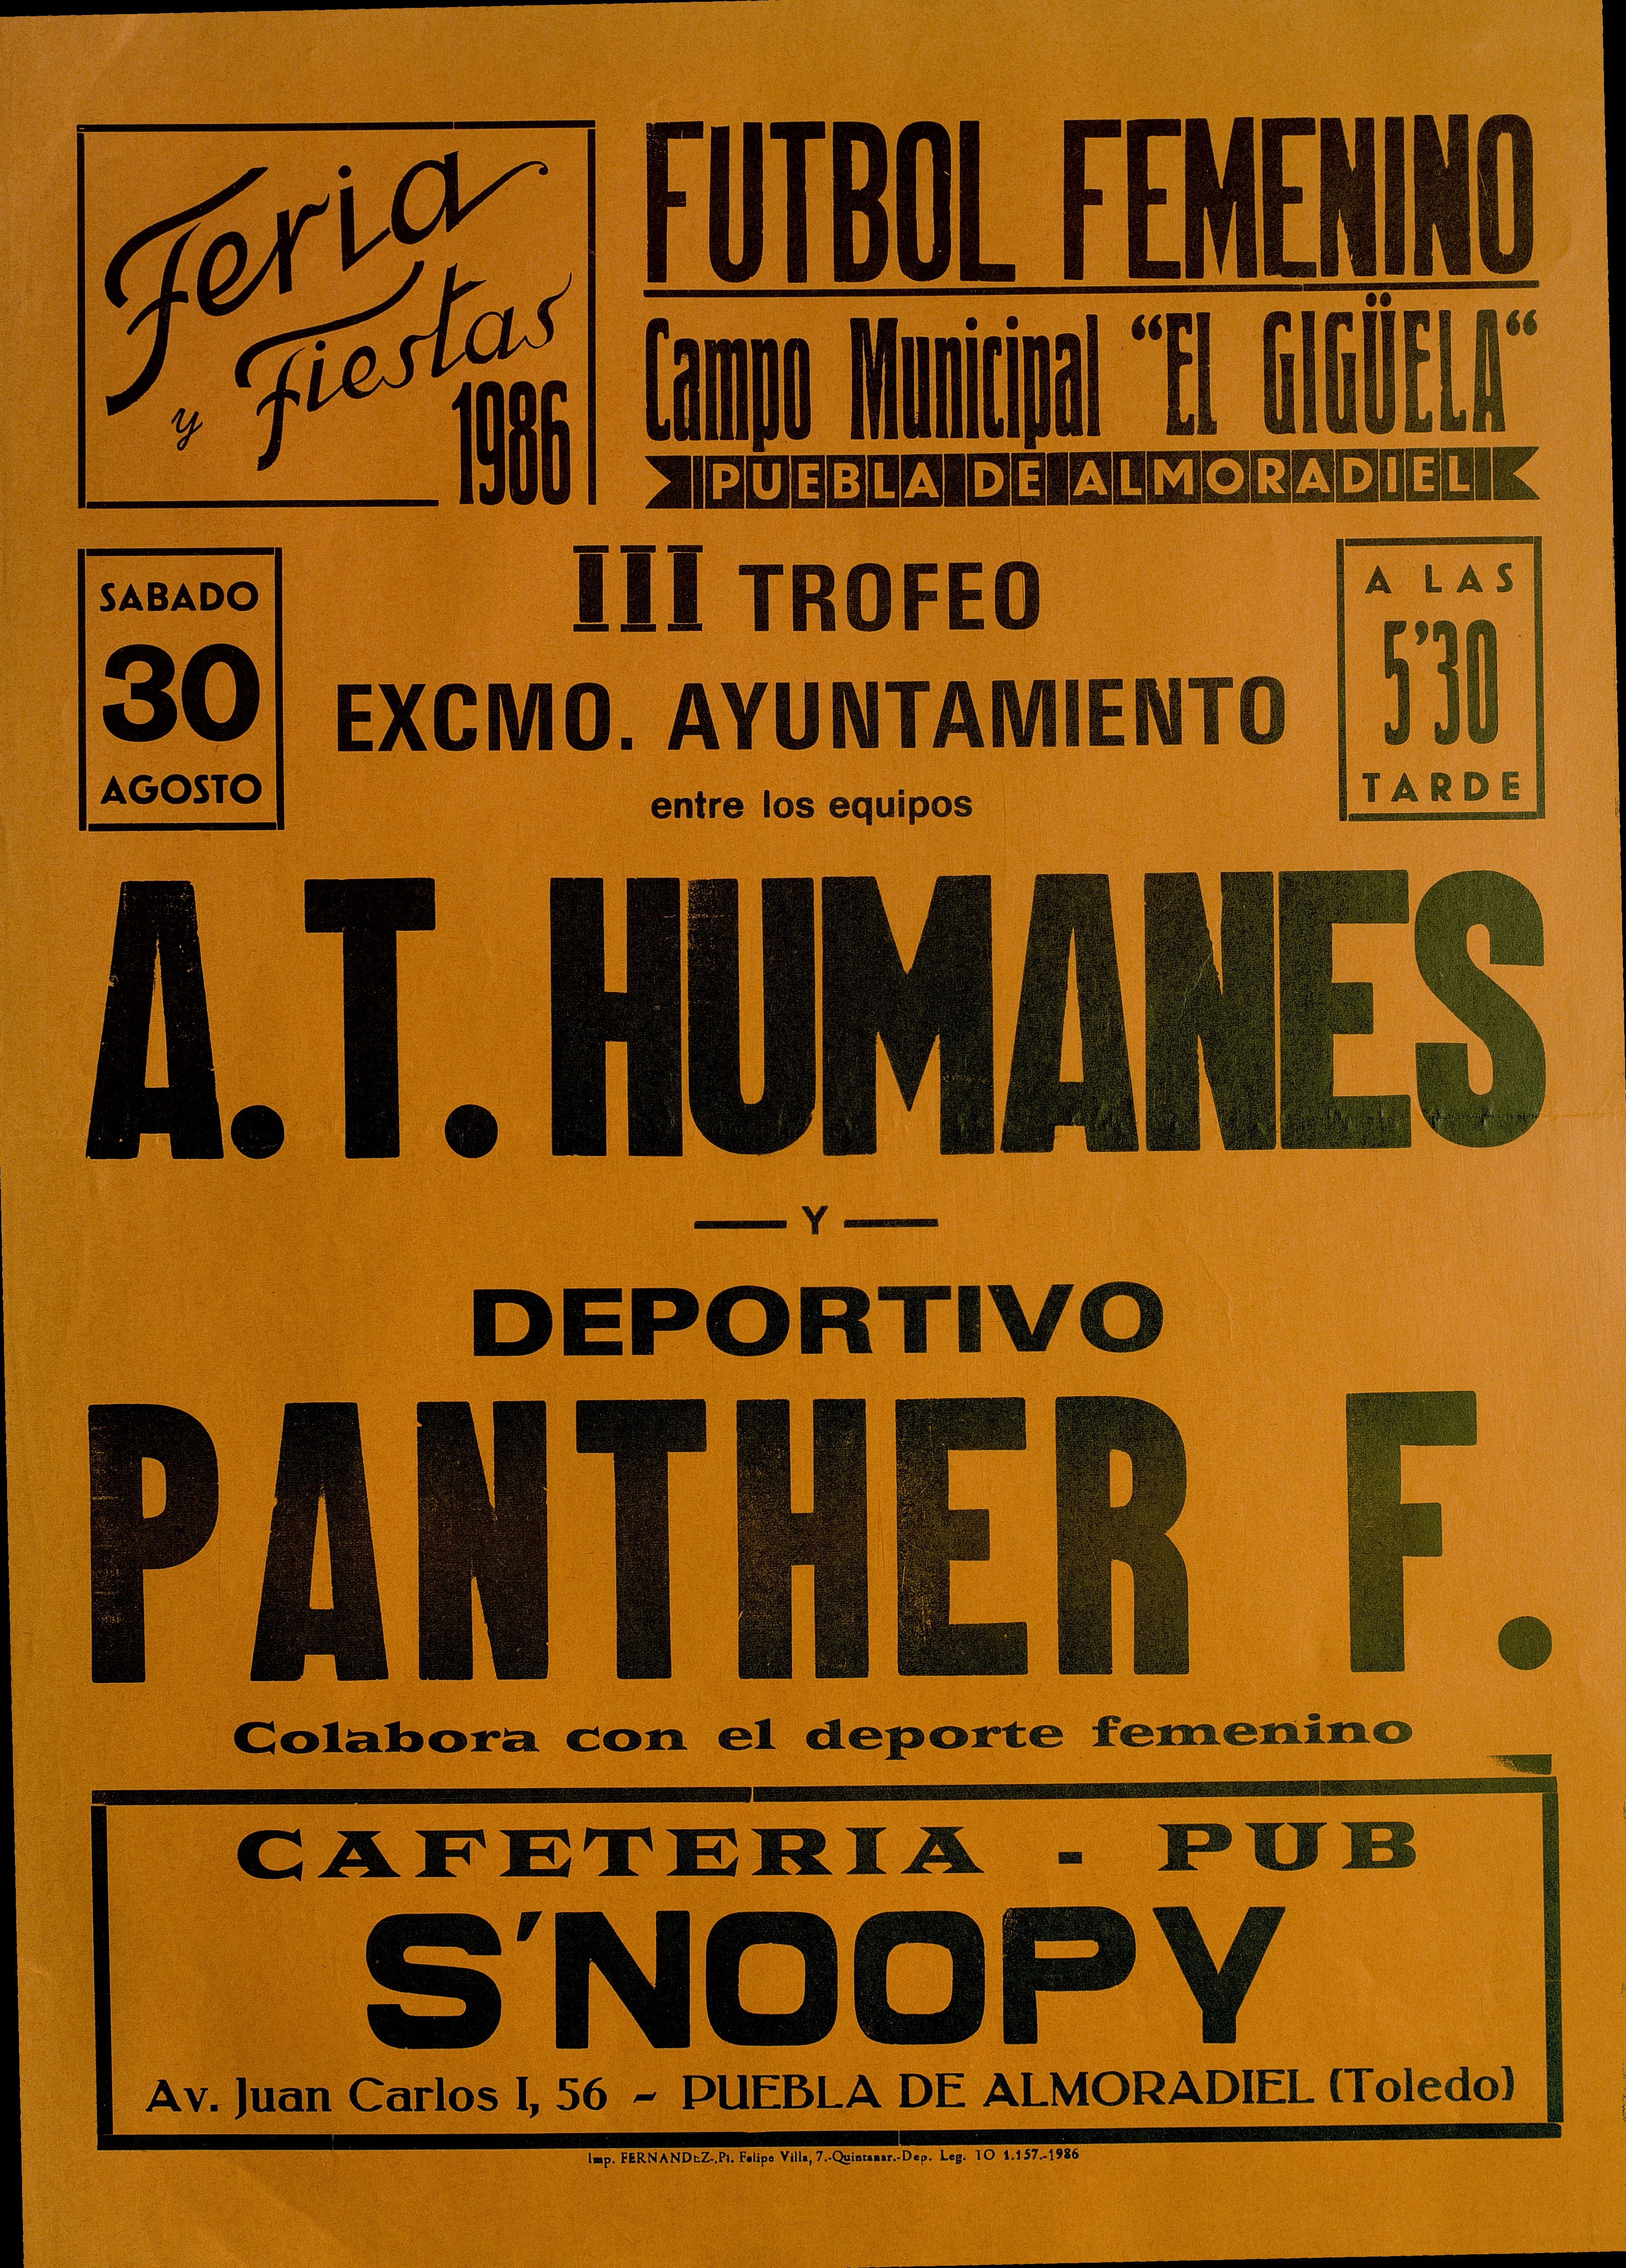 Feria
y Fiestas
1986
FUTBOL FEMENINO
Campo Municipal “EL GIGÜELA“
PUEBLA DE ALMORADIEL
SABADO
30
AGOSTO
III TROFEO
EXCMO. AYUNTAMIENTO
entre los equipos
A LAS
5’30
TARDE
A.T. HUMANES
— Y —
DEPORTIVO
PANTHER F.
Colabora con el deporte femenino
CAFETERIA - PUB
S’NOOPY
Av. Juan Carlos I, 56 - PUEBLA DE ALMORADIEL (Toledo)
Imp. FERNANDEZ-.Pl. Felipe Villa, 7.-Quintanar.-Dep. Leg. TO 1.157.-1986